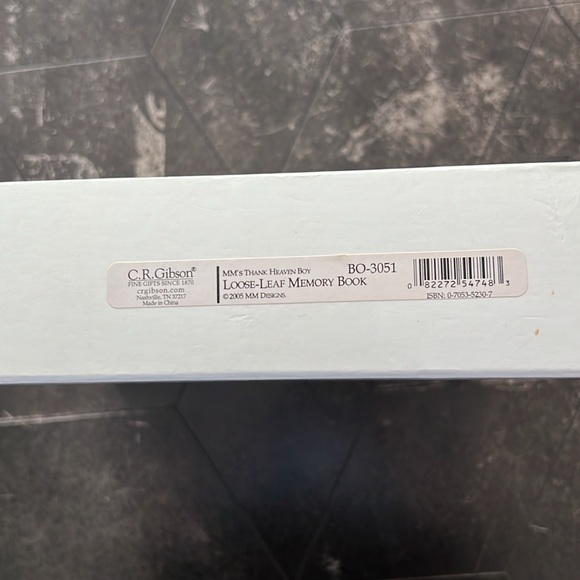 C.R.Gibson®
FINE GIFTS SINCE 1870
crgibson.com
Nashville, TN 37217
Made in China
MM'S THANK HEAVEN BOY
LOOSE-LEAF MEMORY BOOK
© 2005 MM DESIGNS.
BO-3051
0 82272 54748 3
ISBN: 0-7053-5230-7